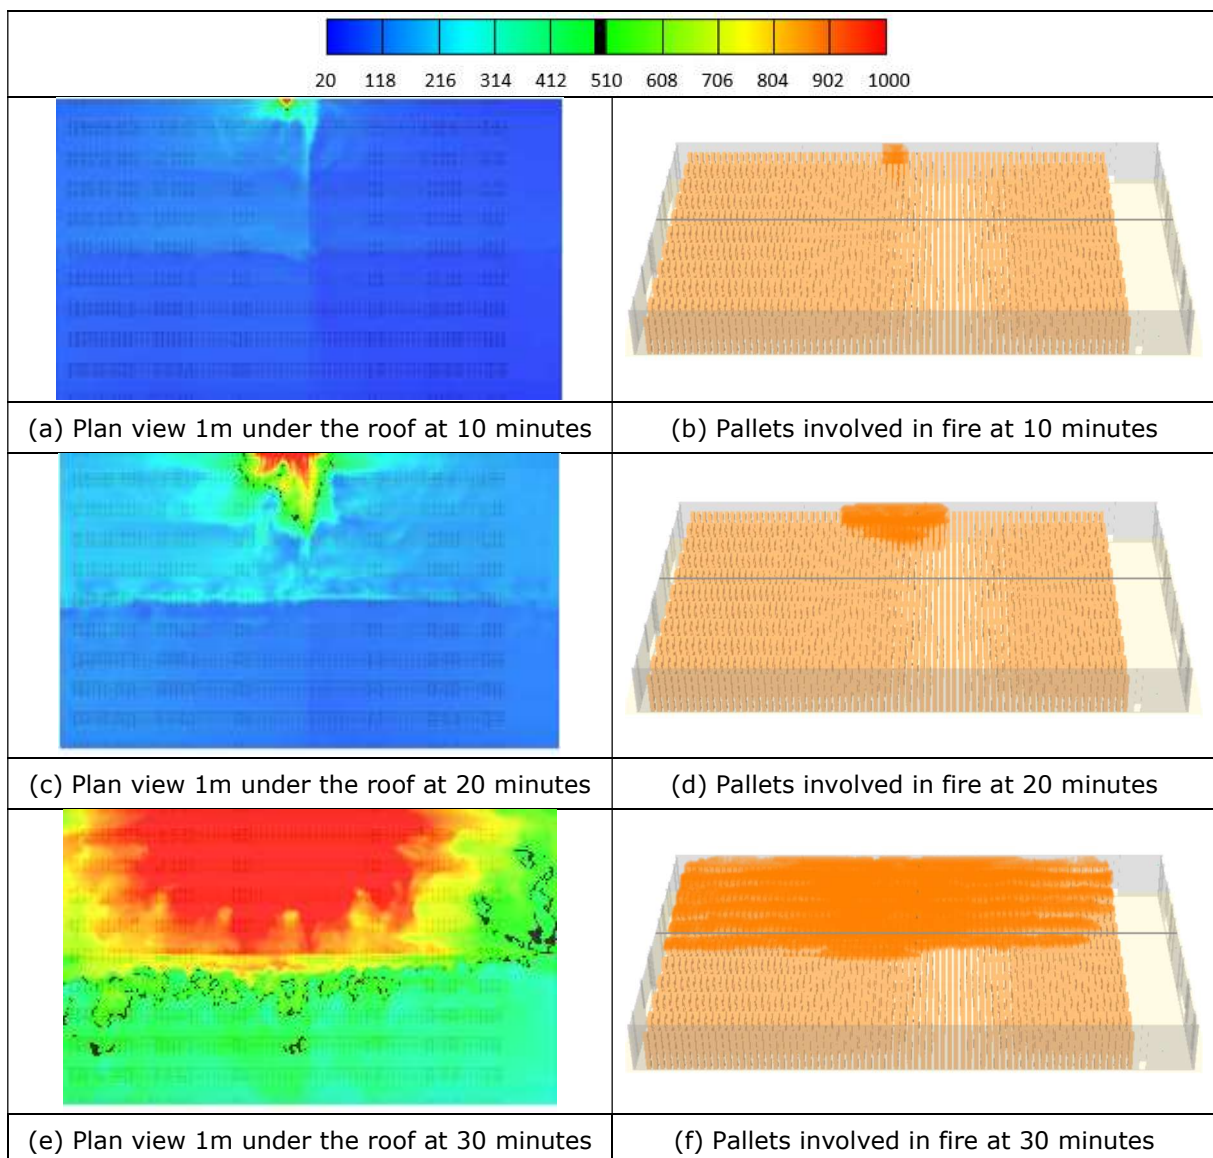 20 118 216 314 412 510 608 706 804 902 1000
(a) Plan view 1m under the roof at 10 minutes
(b) Pallets involved in fire at 10 minutes
(c) Plan view 1m under the roof at 20 minutes
(d) Pallets involved in fire at 20 minutes
(e) Plan view 1m under the roof at 30 minutes
(f) Pallets involved in fire at 30 minutes